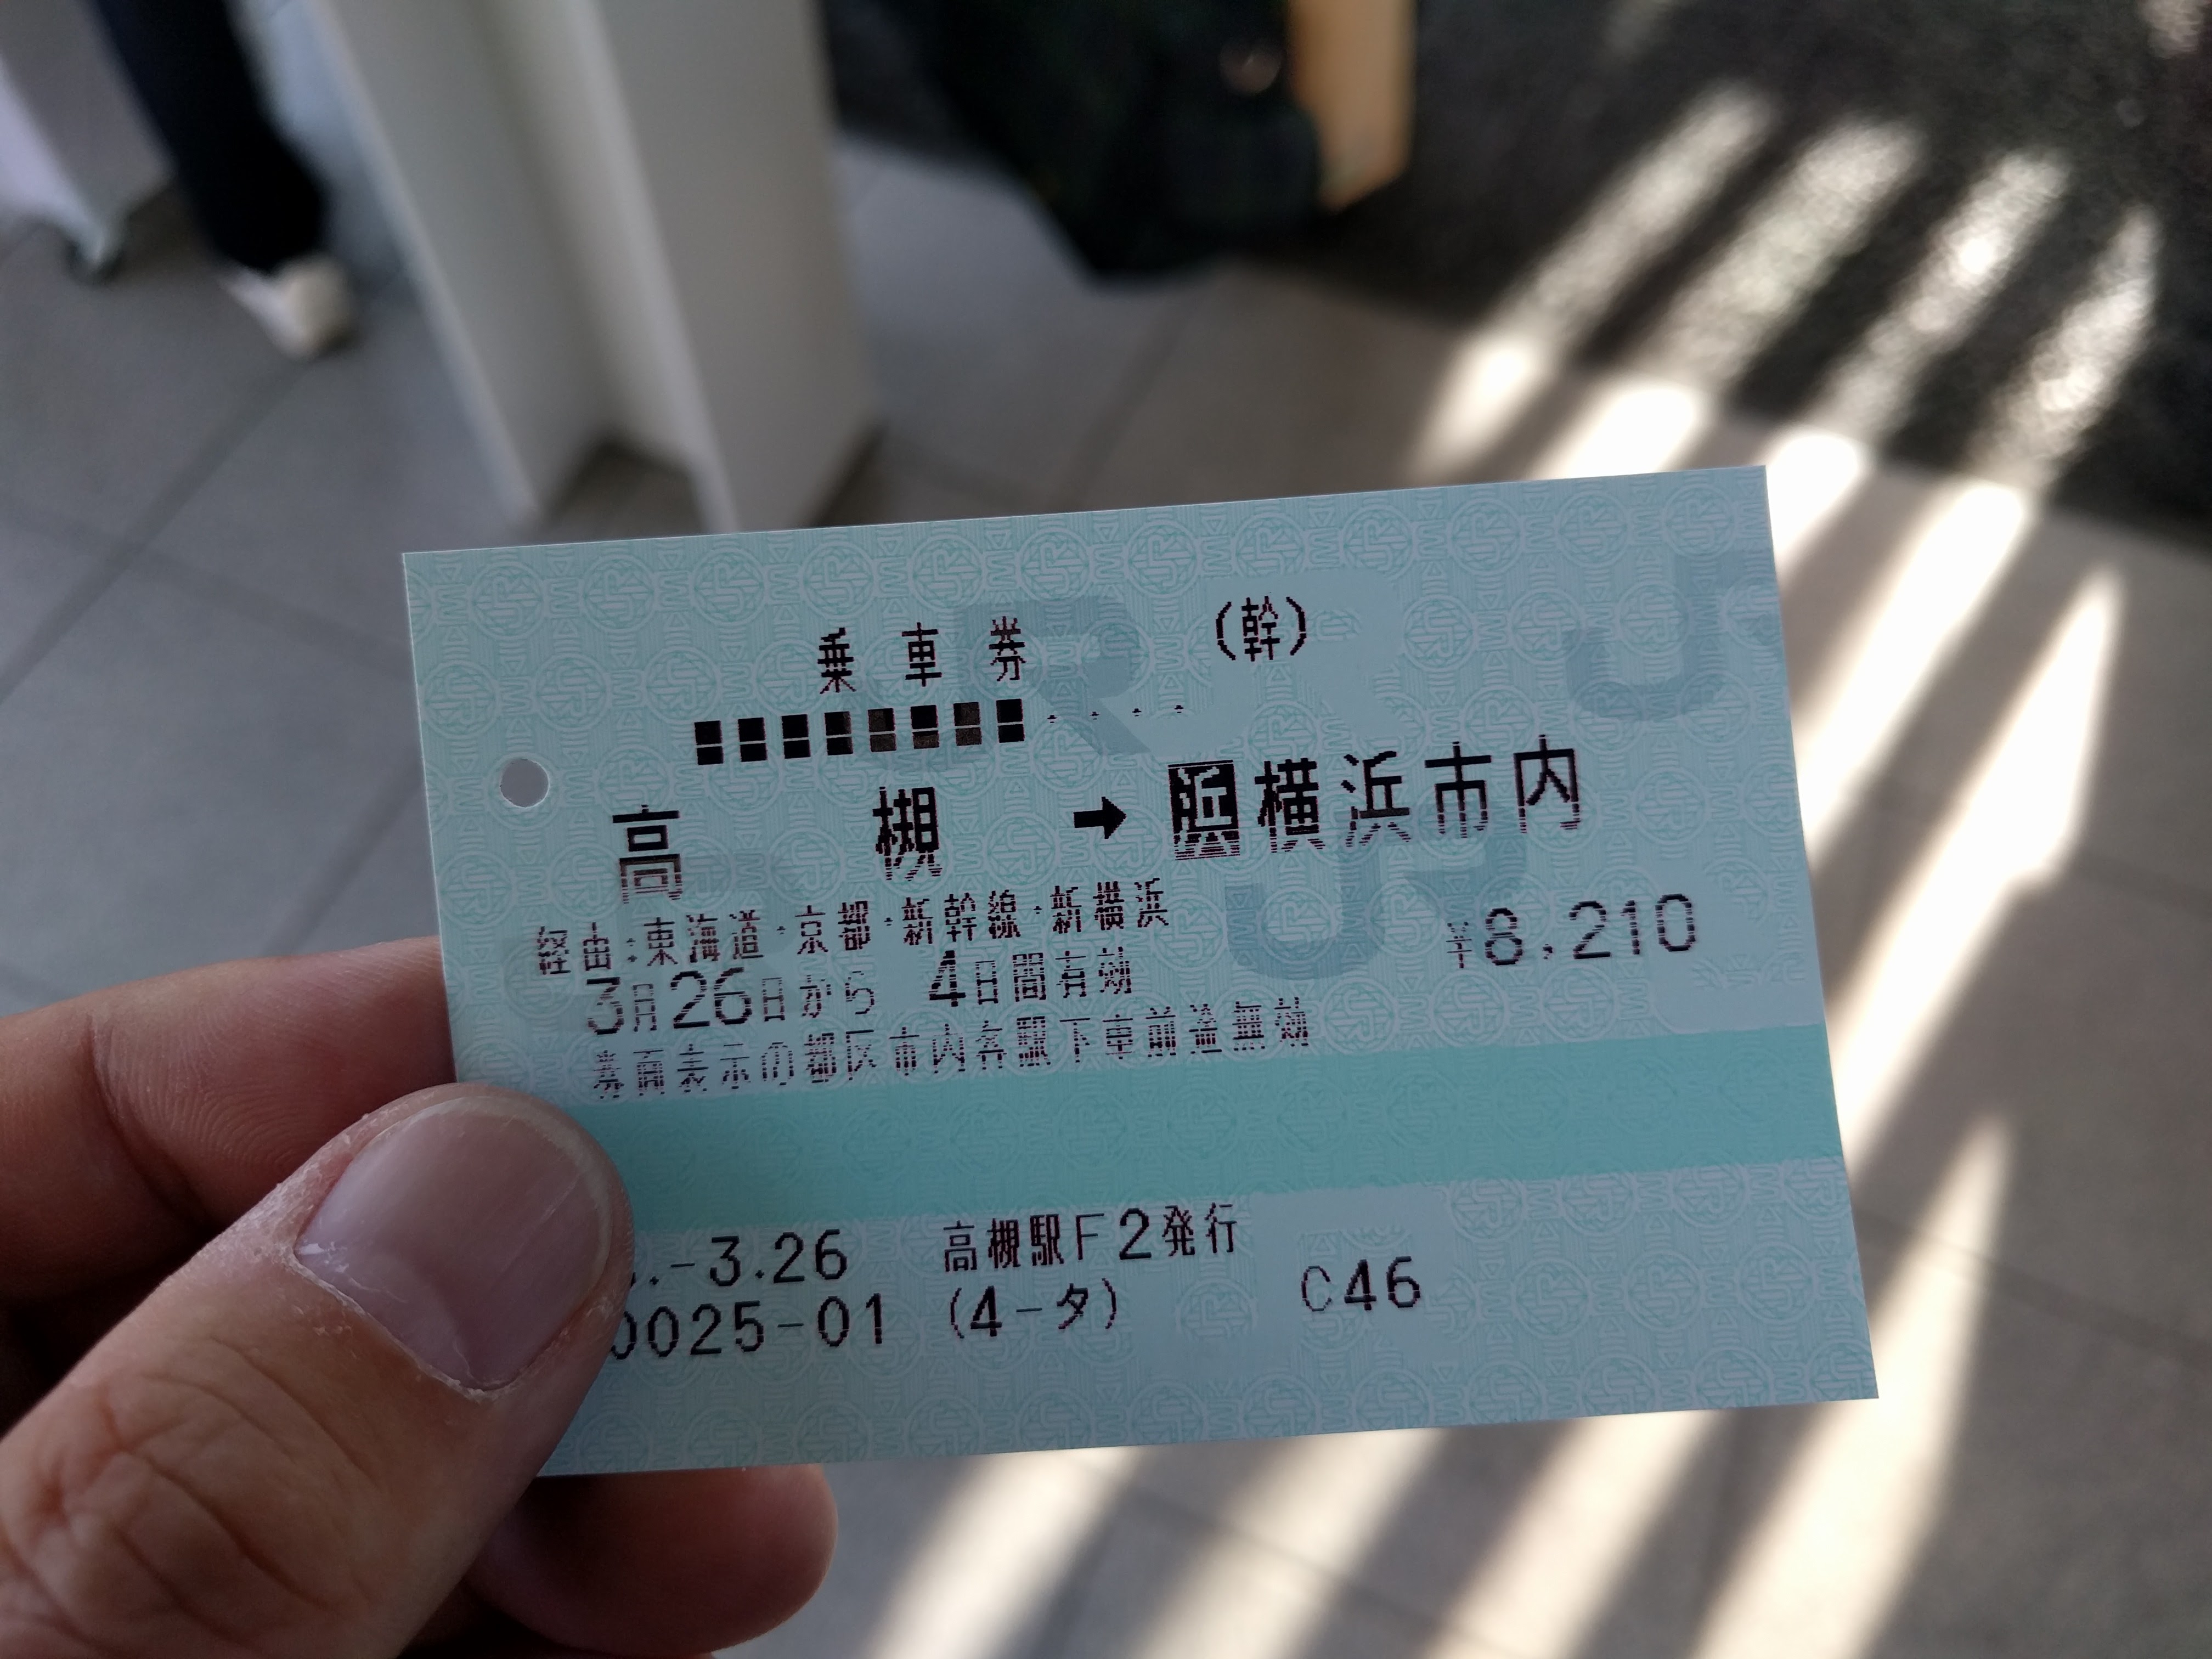 乗車券 (幹)
高槻 → 浜 横浜市内
経由:東海道・京都・新幹線・新横浜
¥8,210
3月26日から 4日間有効
券面表示の都区市内各駅下車前途無効
.-3.26 高槻駅F2発行
0025-01 (4-タ) C46